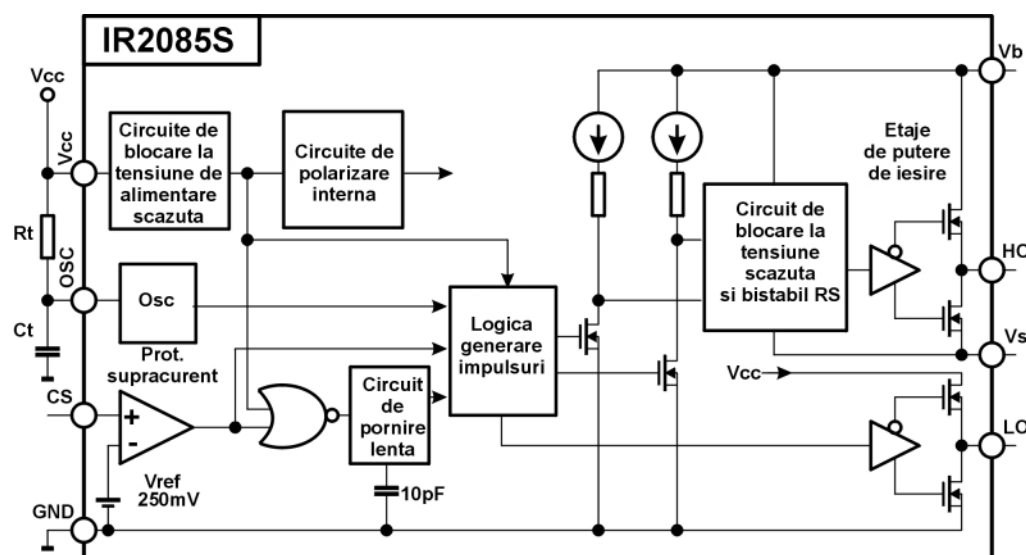 IR2085S
Vcc
Vcc
Circuite de
blocare la
tensiune de
alimentare
scazuta
Circuite de
polarizare
interna
Vb
Etaje
de putere
de iesire
Rt
OSC
Osc
Circuit de
blocare la
tensiune
scazuta
si bistabil RS
HO
Ct
Prot.
supracurent
Logica
generare
impulsuri
Vs
Vcc
CS
+
-
Circuit
de
pornire
lenta
LO
Vref
250mV
10pF
GND